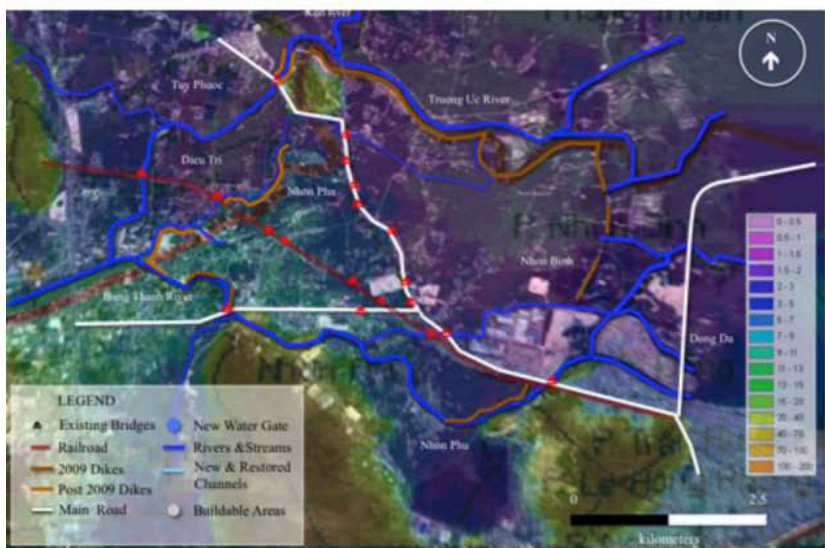 N
Tuy Phuoc
Truong Uc River
Dieu Tri
Nhon Phu
Nhon Binh
Dong Da
Nhon Phu
LEGEND
Existing Bridges
Railroad
2009 Dikes
Post 2009 Dikes
Main Road
New Water Gate
Rivers &Streams
New & Restored
Channels
Buildable Areas
0 - 0.5
0.5 - 1
1 - 1.5
1.5 - 2
2 - 3
3 - 5
5 - 7
7 - 9
9 - 11
11 - 13
13 - 15
20 - 40
40 - 70
70 - 100
100 - 200
0
2.5
kilometers